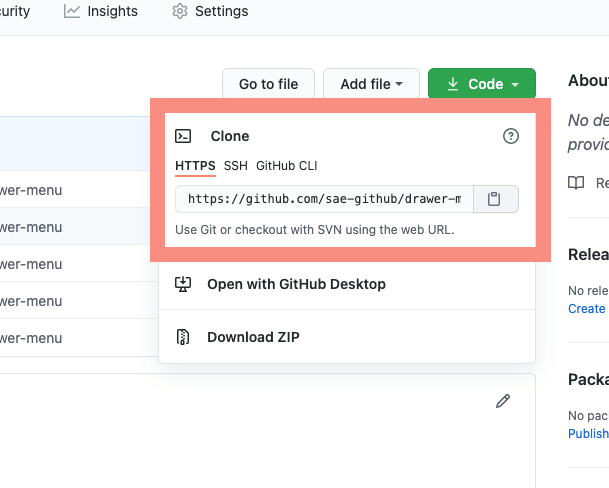 curity Insights Settings
Go to file Add file Code
About
No de
provid
Clone
HTTPS SSH GitHub CLI
https://github.com/sae-github/drawer-m
Use Git or checkout with SVN using the web URL.
Re
Open with GitHub Desktop
Download ZIP
wer-menu
wer-menu
wer-menu
wer-menu
wer-menu
Relea
No rele
Create
Packa
No pac
Publish